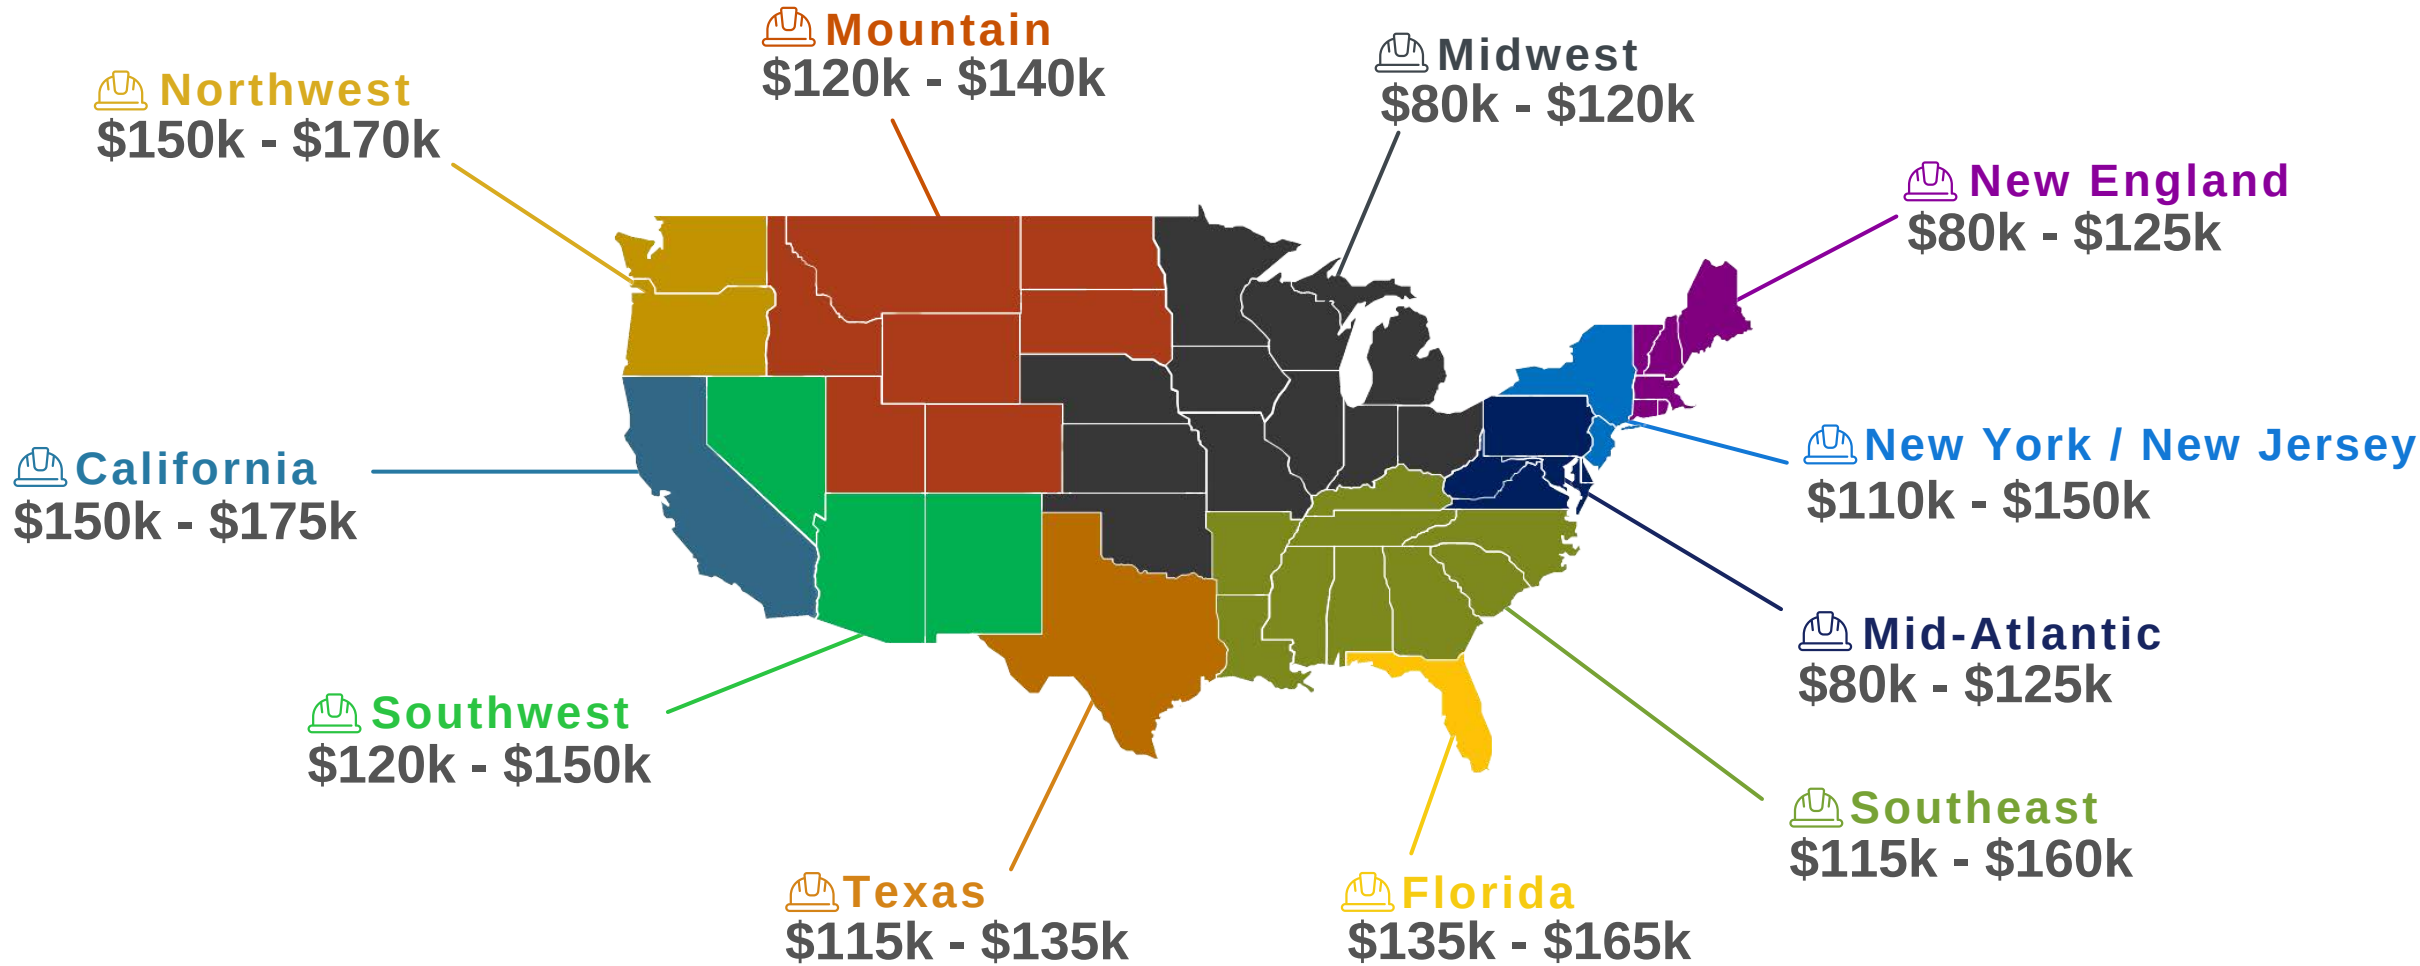 Mountain
$120k - $140k
Midwest
$80k - $120k
Northwest
$150k - $170k
New England
$80k - $125k
California
$150k - $175k
New York / New Jersey
$110k - $150k
Mid-Atlantic
$80k - $125k
Southwest
$120k - $150k
Southeast
$115k - $160k
Texas
$115k - $135k
Florida
$135k - $165k